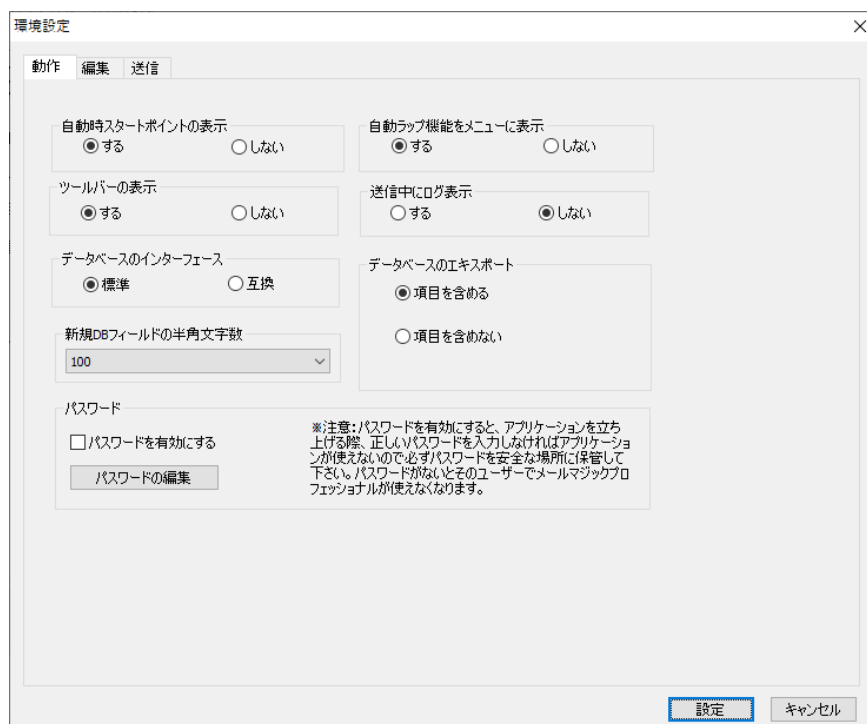 環境設定
動作 編集 送信
自動時スタートポイントの表示
する しない
自動ラップ機能をメニューに表示
する しない
ツールバーの表示
する しない
送信中にログ表示
する しない
データベースのインターフェース
標準 互換
データベースのエキスポート
項目を含める
項目を含めない
新規DBフィールドの半角文字数
100
パスワード
パスワードを有効にする
パスワードの編集
※注意:パスワードを有効にすると、アプリケーションを立ち
上げる際、正しいパスワードを入力しなければアプリケーショ
ンが使えないので必ずパスワードを安全な場所に保管して
下さい。パスワードがないとそのユーザーでメールマジックプロ
フェッショナルが使えなくなります。
設定 キャンセル